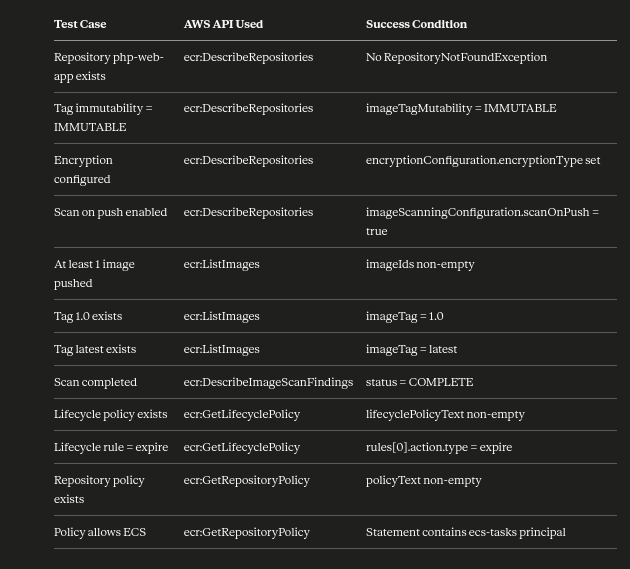 Test Case AWS API Used Success Condition
Repository php-web- ecr:DescribeRepositories No RepositoryNotFoundException
app exists
Tag immutability = ecr:DescribeRepositories imageTagMutability = IMMUTABLE
IMMUTABLE
Encryption ecr:DescribeRepositories encryptionConfiguration.encryptionType set
configured
Scan on push enabled ecr:DescribeRepositories imageScanningConfiguration.scanOnPush =
true
At least 1 image ecr:ListImages imageIds non-empty
pushed
Tag 1.0 exists ecr:ListImages imageTag = 1.0
Tag latest exists ecr:ListImages imageTag = latest
Scan completed ecr:DescribeImageScanFindings status = COMPLETE
Lifecycle policy exists ecr:GetLifecyclePolicy lifecyclePolicyText non-empty
Lifecycle rule = expire ecr:GetLifecyclePolicy rules[0].action.type = expire
Repository policy ecr:GetRepositoryPolicy policyText non-empty
exists
Policy allows ECS ecr:GetRepositoryPolicy Statement contains ecs-tasks principal